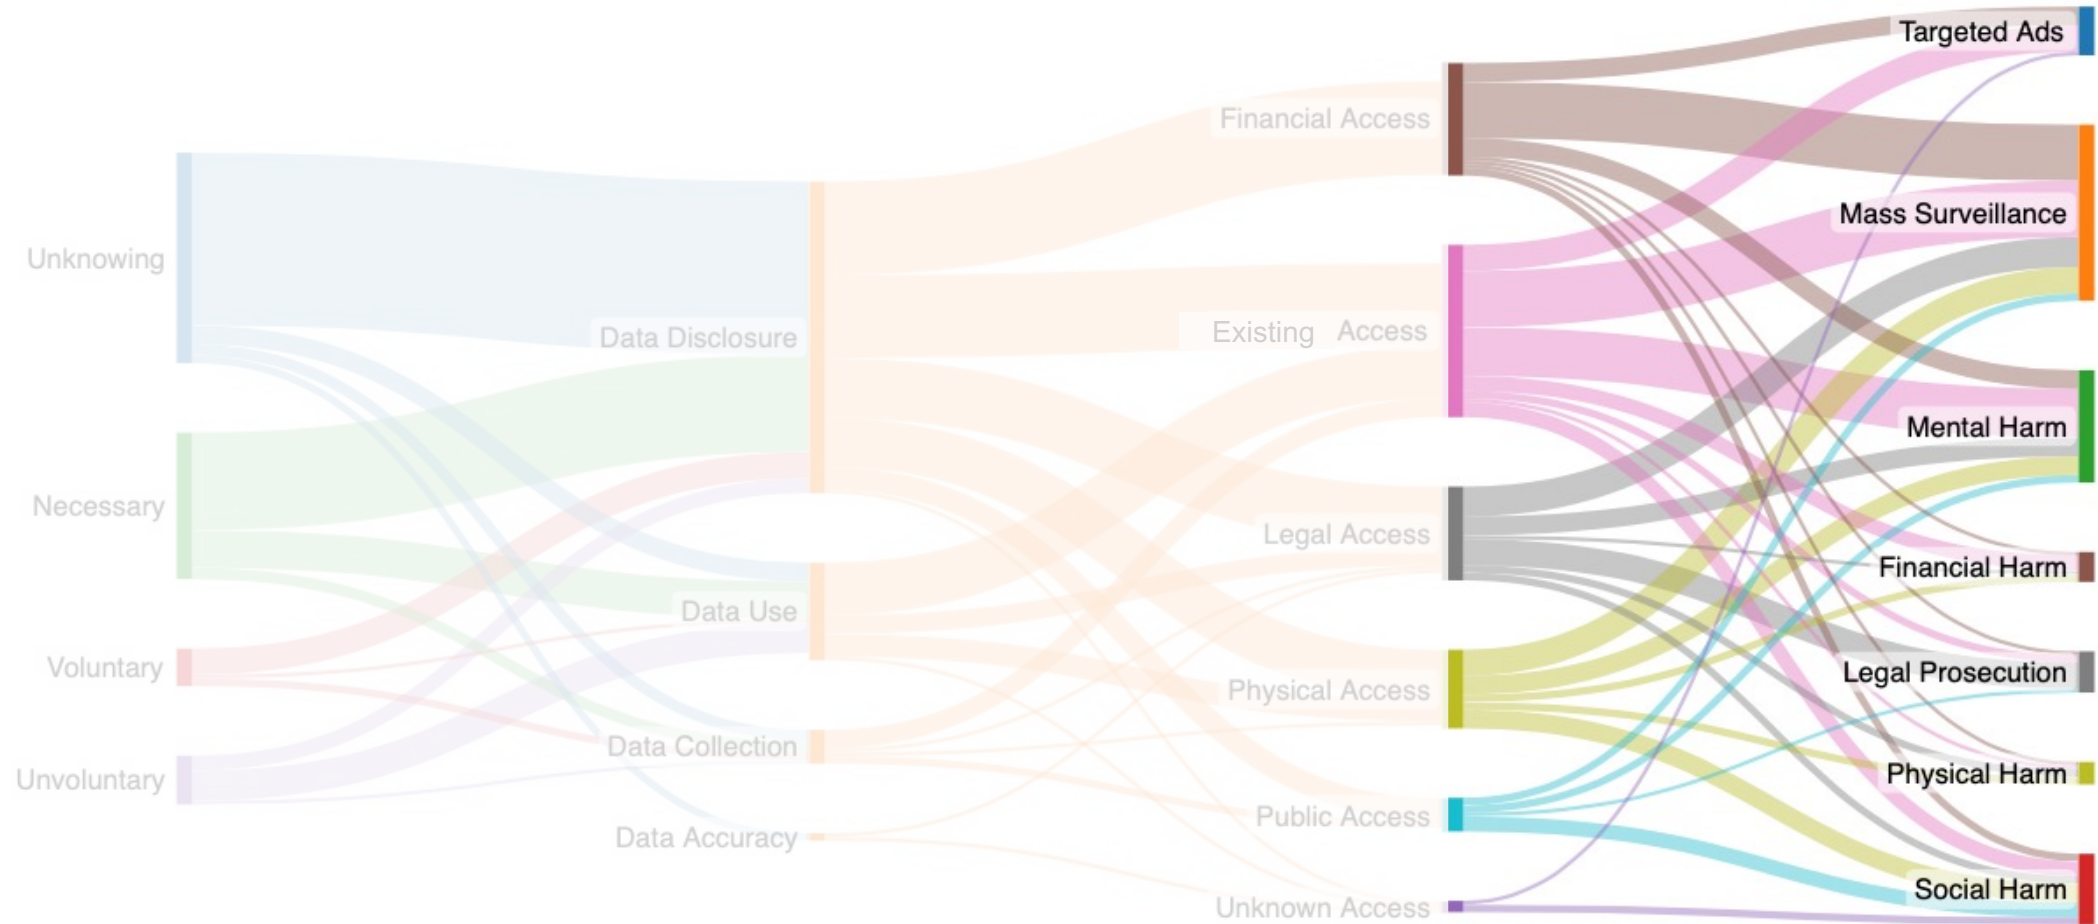 Unknowing
Necessary
Voluntary
Unvoluntary
Data Disclosure
Data Use
Data Collection
Data Accuracy
Financial Access
Existing Access
Legal Access
Physical Access
Public Access
Unknown Access
Targeted Ads
Mass Surveillance
Mental Harm
Financial Harm
Legal Prosecution
Physical Harm
Social Harm